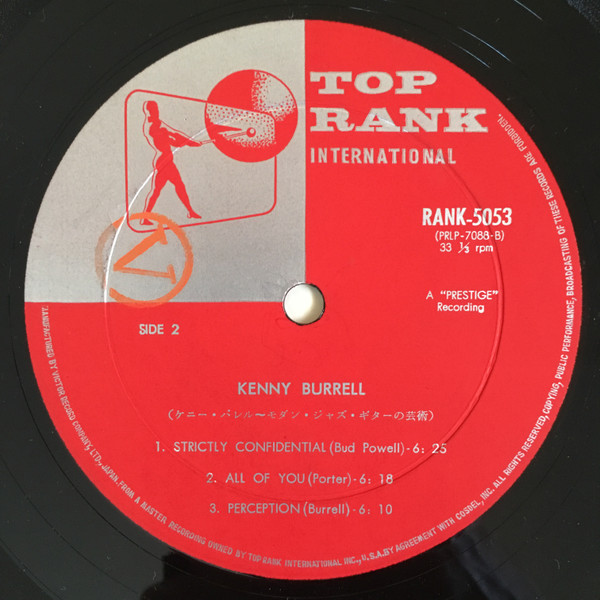 TOP
RANK
INTERNATIONAL
RANK-5053
(PRLP-7088-B)
33 ⅓ rpm
A "PRESTIGE"
Recording
SIDE 2
KENNY BURRELL
(ケニー・バレル〜モダン・ジャズ・ギターの芸術)
1. STRICTLY CONFIDENTIAL (Bud Powell)-6: 25
2. ALL OF YOU (Porter)-6: 18
3. PERCEPTION (Burrell)-6: 10
MANUFACTURED BY VICTOR RECORD COMPANY, LTD., JAPAN. FROM A MASTER RECORDING OWNED BY TOP RANK INTERNATIONAL INC., U.S.A. BY AGREEMENT WITH COSDEL, INC. ALL RIGHTS RESERVED, COPYING, PUBLIC PERFORMANCE, BROADCASTING OF THESE RECORDS ARE FORBIDDEN.